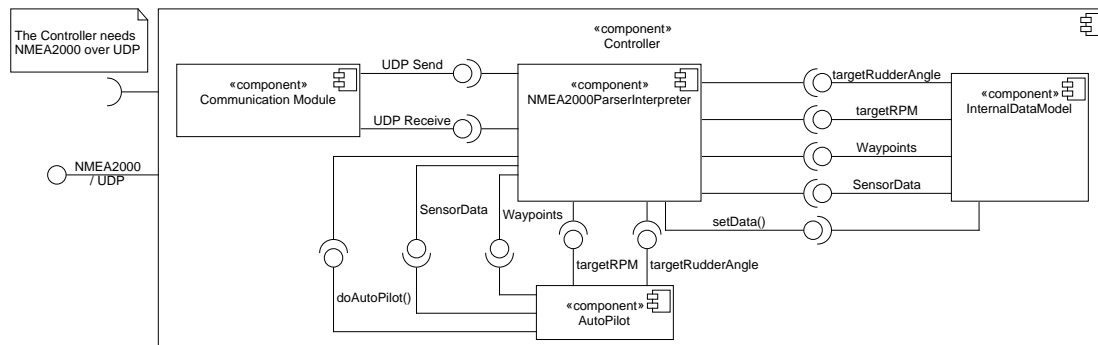 The Controller needs
NMEA2000 over UDP
«component»
Controller
«component»
Communication Module
UDP Send
UDP Receive
«component»
NMEA2000ParserInterpreter
targetRudderAngle
targetRPM
Waypoints
SensorData
setData()
«component»
InternalDataModel
NMEA2000
/ UDP
SensorData
Waypoints
doAutoPilot()
targetRPM
targetRudderAngle
«component»
AutoPilot